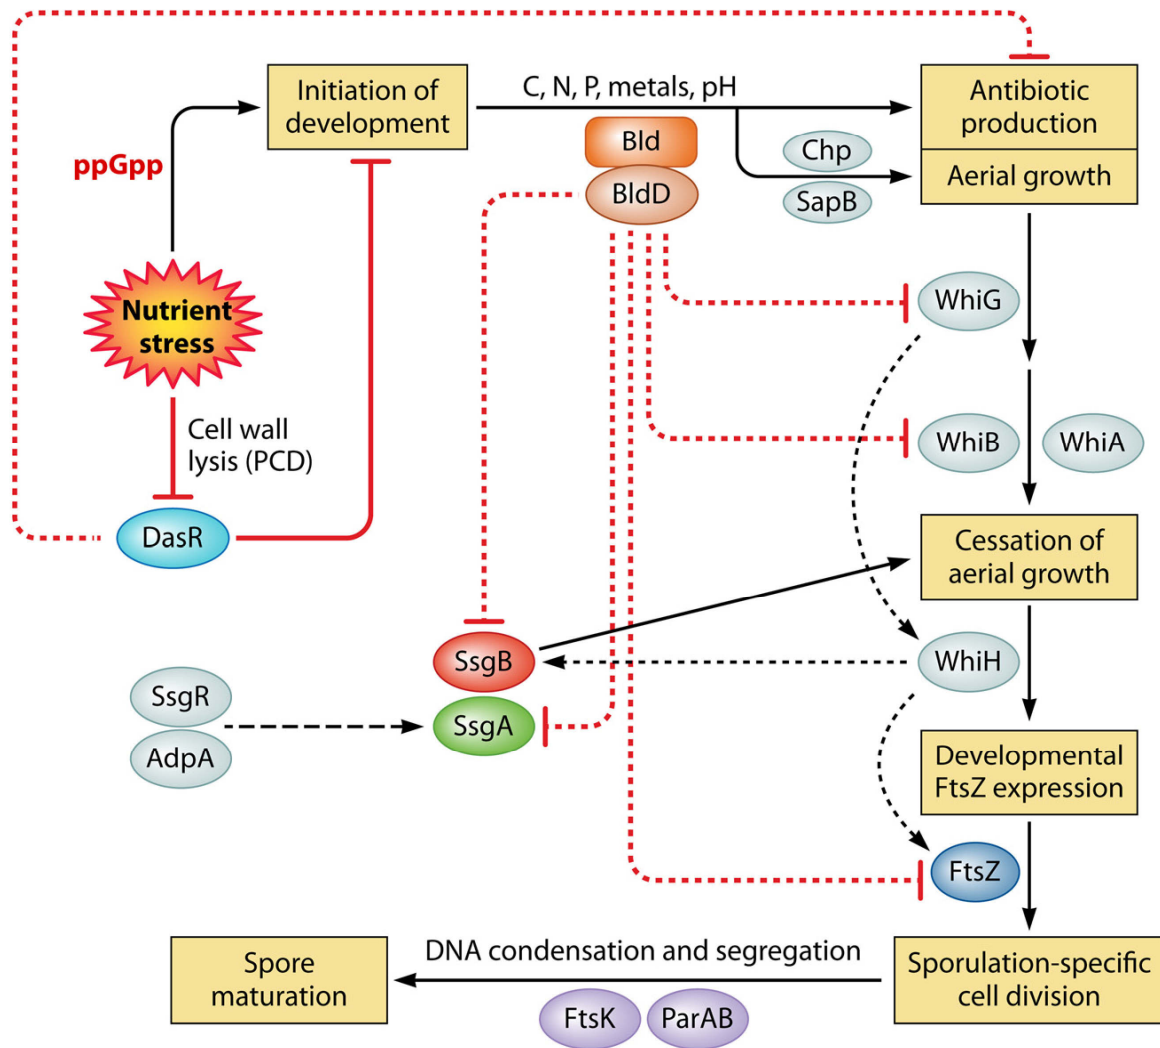 Initiation of
development
C, N, P, metals, pH
Antibiotic
production
Aerial growth
Bld
BldD
Chp
SapB
ppGpp
Nutrient
stress
WhiG
Cell wall
lysis (PCD)
WhiB
WhiA
DasR
Cessation of
aerial growth
SsgB
WhiH
SsgR
SsgA
AdpA
Developmental
FtsZ expression
FtsZ
DNA condensation and segregation
Spore
maturation
Sporulation-specific
cell division
FtsK
ParAB